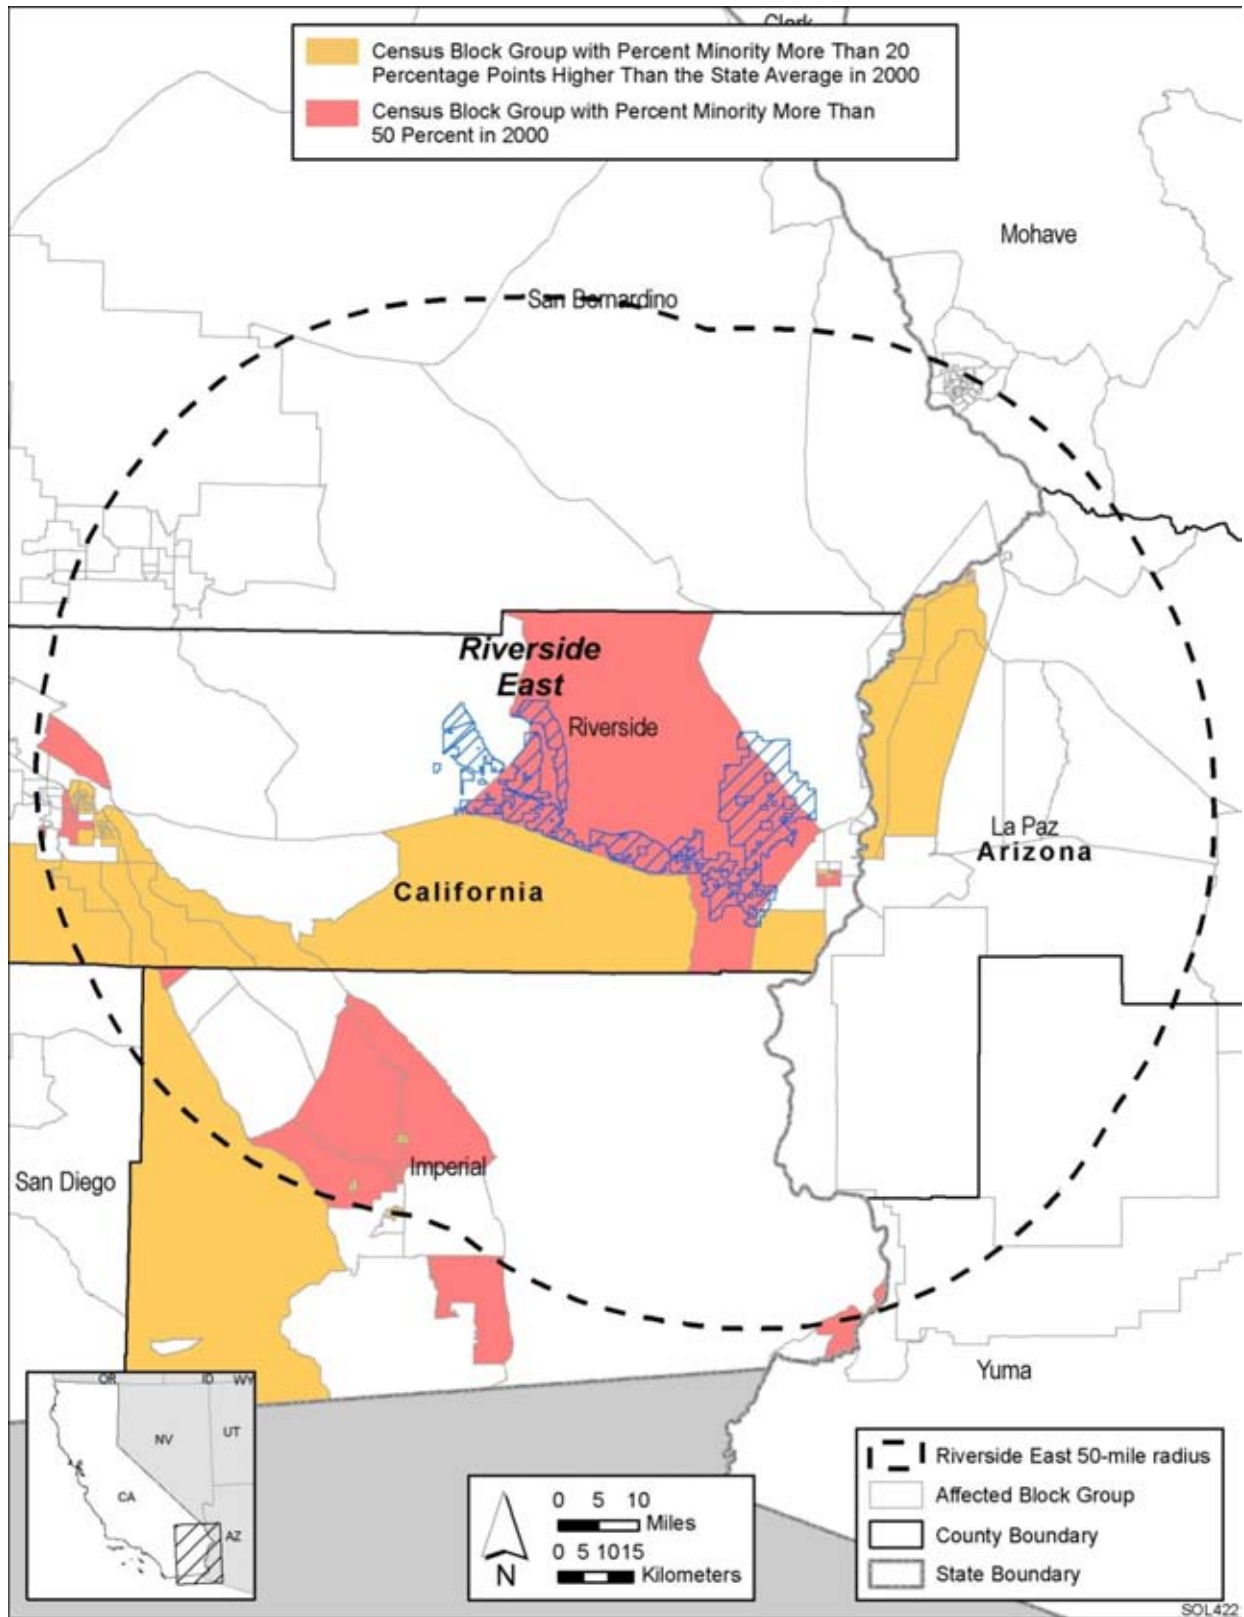 Clark
Census Block Group with Percent Minority More Than 20
Percentage Points Higher Than the State Average in 2000
Census Block Group with Percent Minority More Than
50 Percent in 2000
Mohave
San Bernardino
Riverside
East
Riverside
La Paz
Arizona
California
San Diego
Imperial
Yuma
OR
ID
WY
NV
UT
CA
AZ
0 5 10
Miles
0 5 1015
Kilometers
N
Riverside East 50-mile radius
Affected Block Group
County Boundary
State Boundary
SOL422